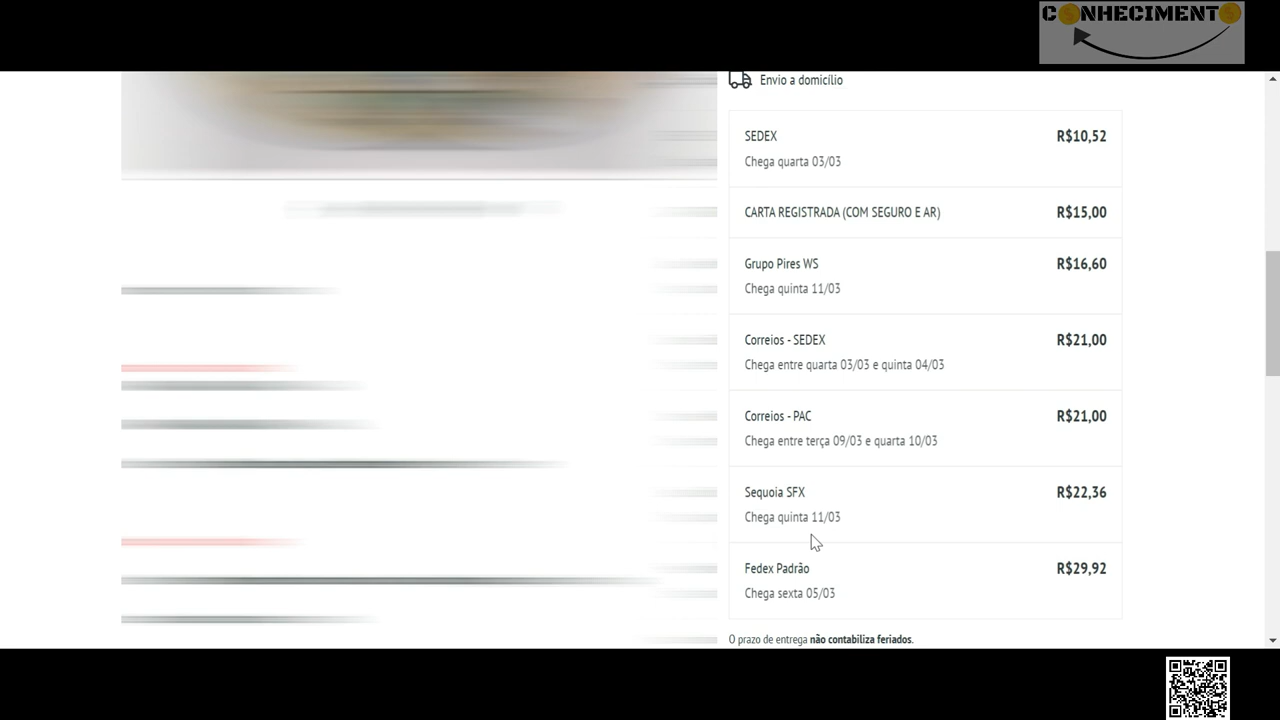 CONHECIMENTO
Envio a domicílio
SEDEX R$10,52
Chega quarta 03/03
CARTA REGISTRADA (COM SEGURO E AR) R$15,00
Grupo Pires WS R$16,60
Chega quinta 11/03
Correios - SEDEX R$21,00
Chega entre quarta 03/03 e quinta 04/03
Correios - PAC R$21,00
Chega entre terça 09/03 e quarta 10/03
Sequoia SFX R$22,36
Chega quinta 11/03
Fedex Padrão R$29,92
Chega sexta 05/03
O prazo de entrega não contabiliza feriados.